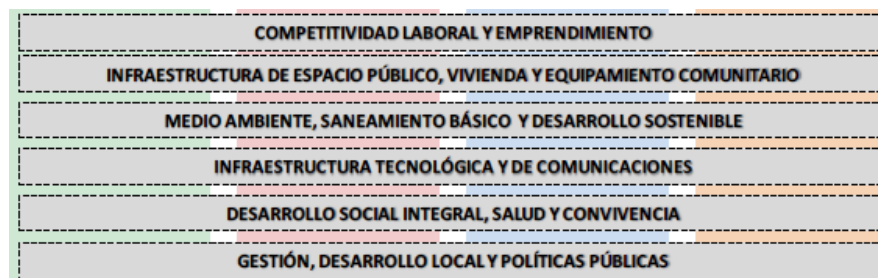 COMPETITIVIDAD LABORAL Y EMPRENDIMIENTO
INFRAESTRUCTURA DE ESPACIO PÚBLICO, VIVIENDA Y EQUIPAMIENTO COMUNITARIO
MEDIO AMBIENTE, SANEAMIENTO BÁSICO Y DESARROLLO SOSTENIBLE
INFRAESTRUCTURA TECNOLÓGICA Y DE COMUNICACIONES
DESARROLLO SOCIAL INTEGRAL, SALUD Y CONVIVENCIA
GESTIÓN, DESARROLLO LOCAL Y POLÍTICAS PÚBLICAS